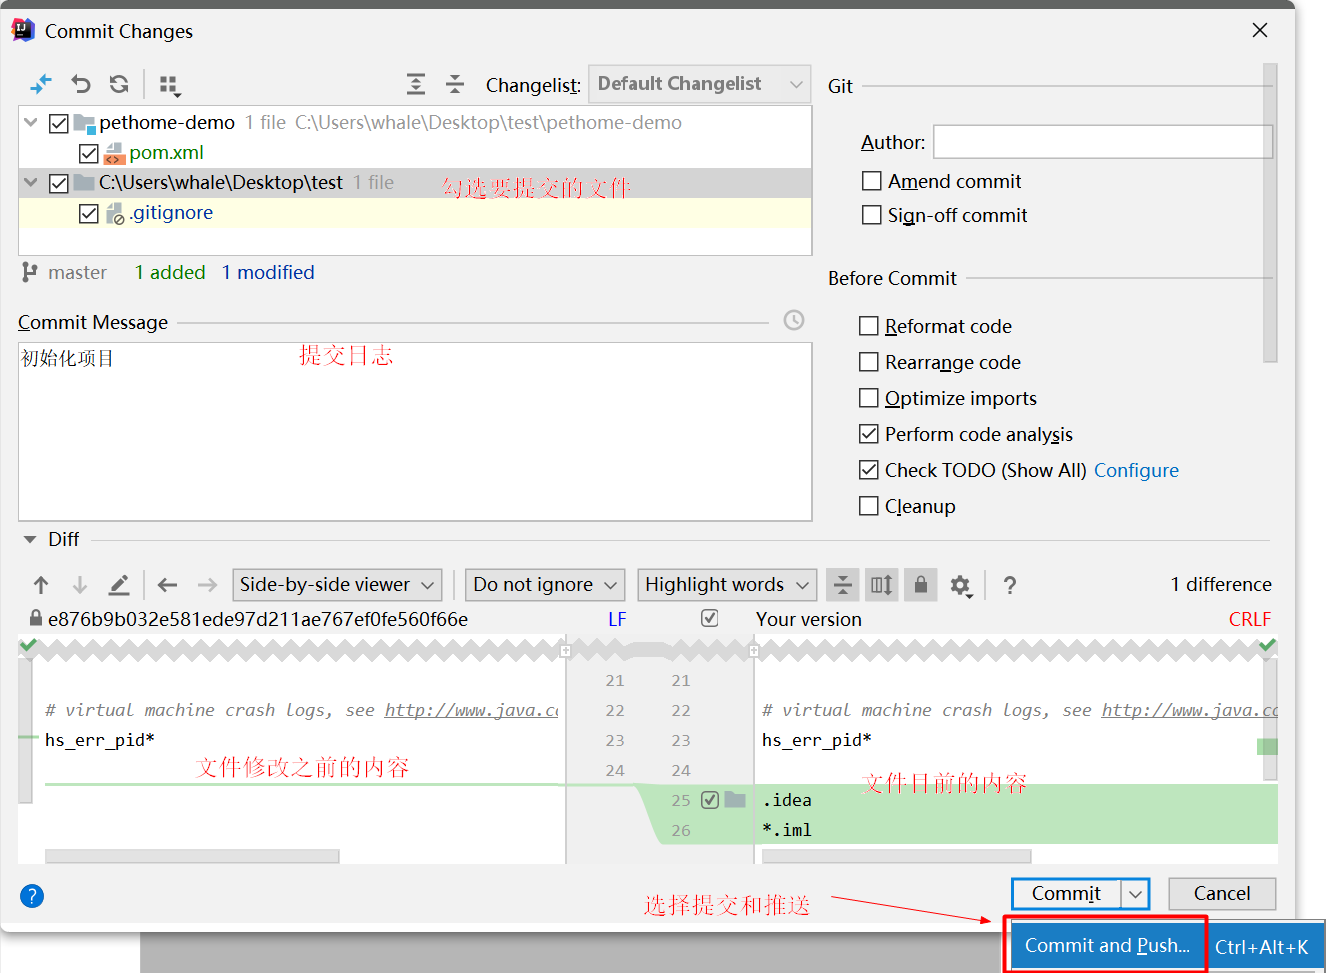 Commit Changes
Changelist: Default Changelist
pethome-demo 1 file C:\Users\whale\Desktop\test\pethome-demo
pom.xml
C:\Users\whale\Desktop\test 1 file
勾选要提交的文件
.gitignore
master 1 added 1 modified
Commit Message
初始化项目
提交日志
Git
Author:
Amend commit
Sign-off commit
Before Commit
Reformat code
Rearrange code
Optimize imports
Perform code analysis
Check TODO (Show All) Configure
Cleanup
Diff
Side-by-side viewer Do not ignore Highlight words ? 1 difference
e876b9b032e581ede97d211ae767ef0fe560f66e LF Your version CRLF
21 21
# virtual machine crash logs, see http://www.java.co 22 22 # virtual machine crash logs, see http://www.java.co
hs_err_pid* 23 23 hs_err_pid*
文件修改之前的内容 24 24 文件目前的内容
25 .idea
26 *.iml
? Commit Cancel
选择提交和推送
Commit and Push... Ctrl+Alt+K